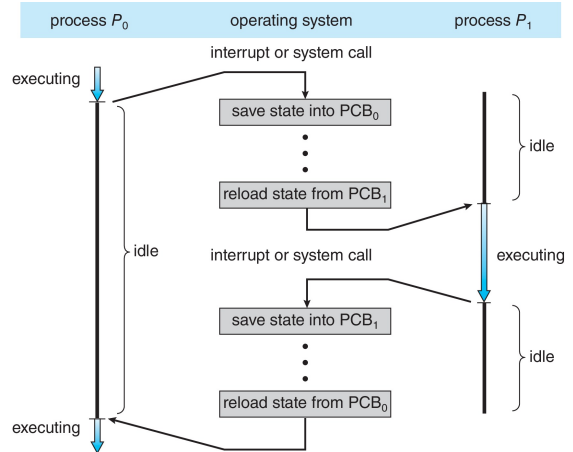 process P0 operating system process P1
interrupt or system call
executing
save state into PCB0
idle
reload state from PCB1
idle
interrupt or system call
executing
save state into PCB1
idle
reload state from PCB0
executing